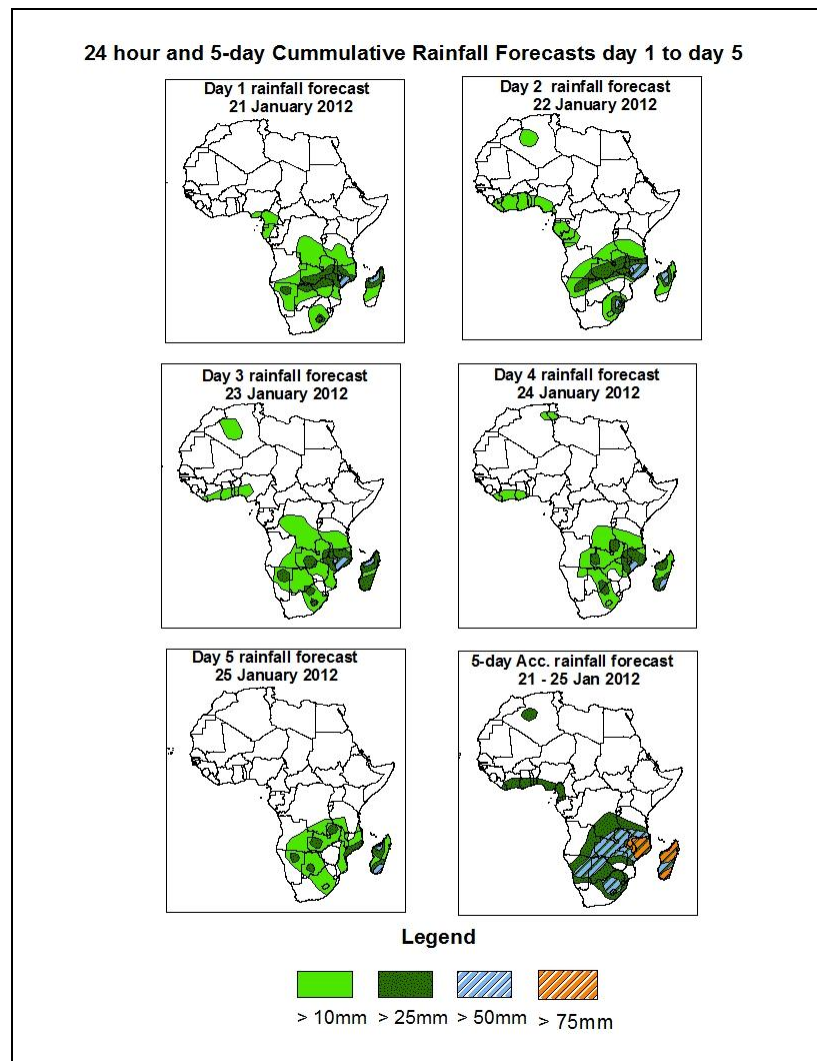 24 hour and 5-day Cummulative Rainfall Forecasts day 1 to day 5
Day 1 rainfall forecast
21 January 2012
Day 2 rainfall forecast
22 January 2012
Day 3 rainfall forecast
23 January 2012
Day 4 rainfall forecast
24 January 2012
Day 5 rainfall forecast
25 January 2012
5-day Acc. rainfall forecast
21 - 25 Jan 2012
Legend
> 10mm > 25mm > 50mm > 75mm